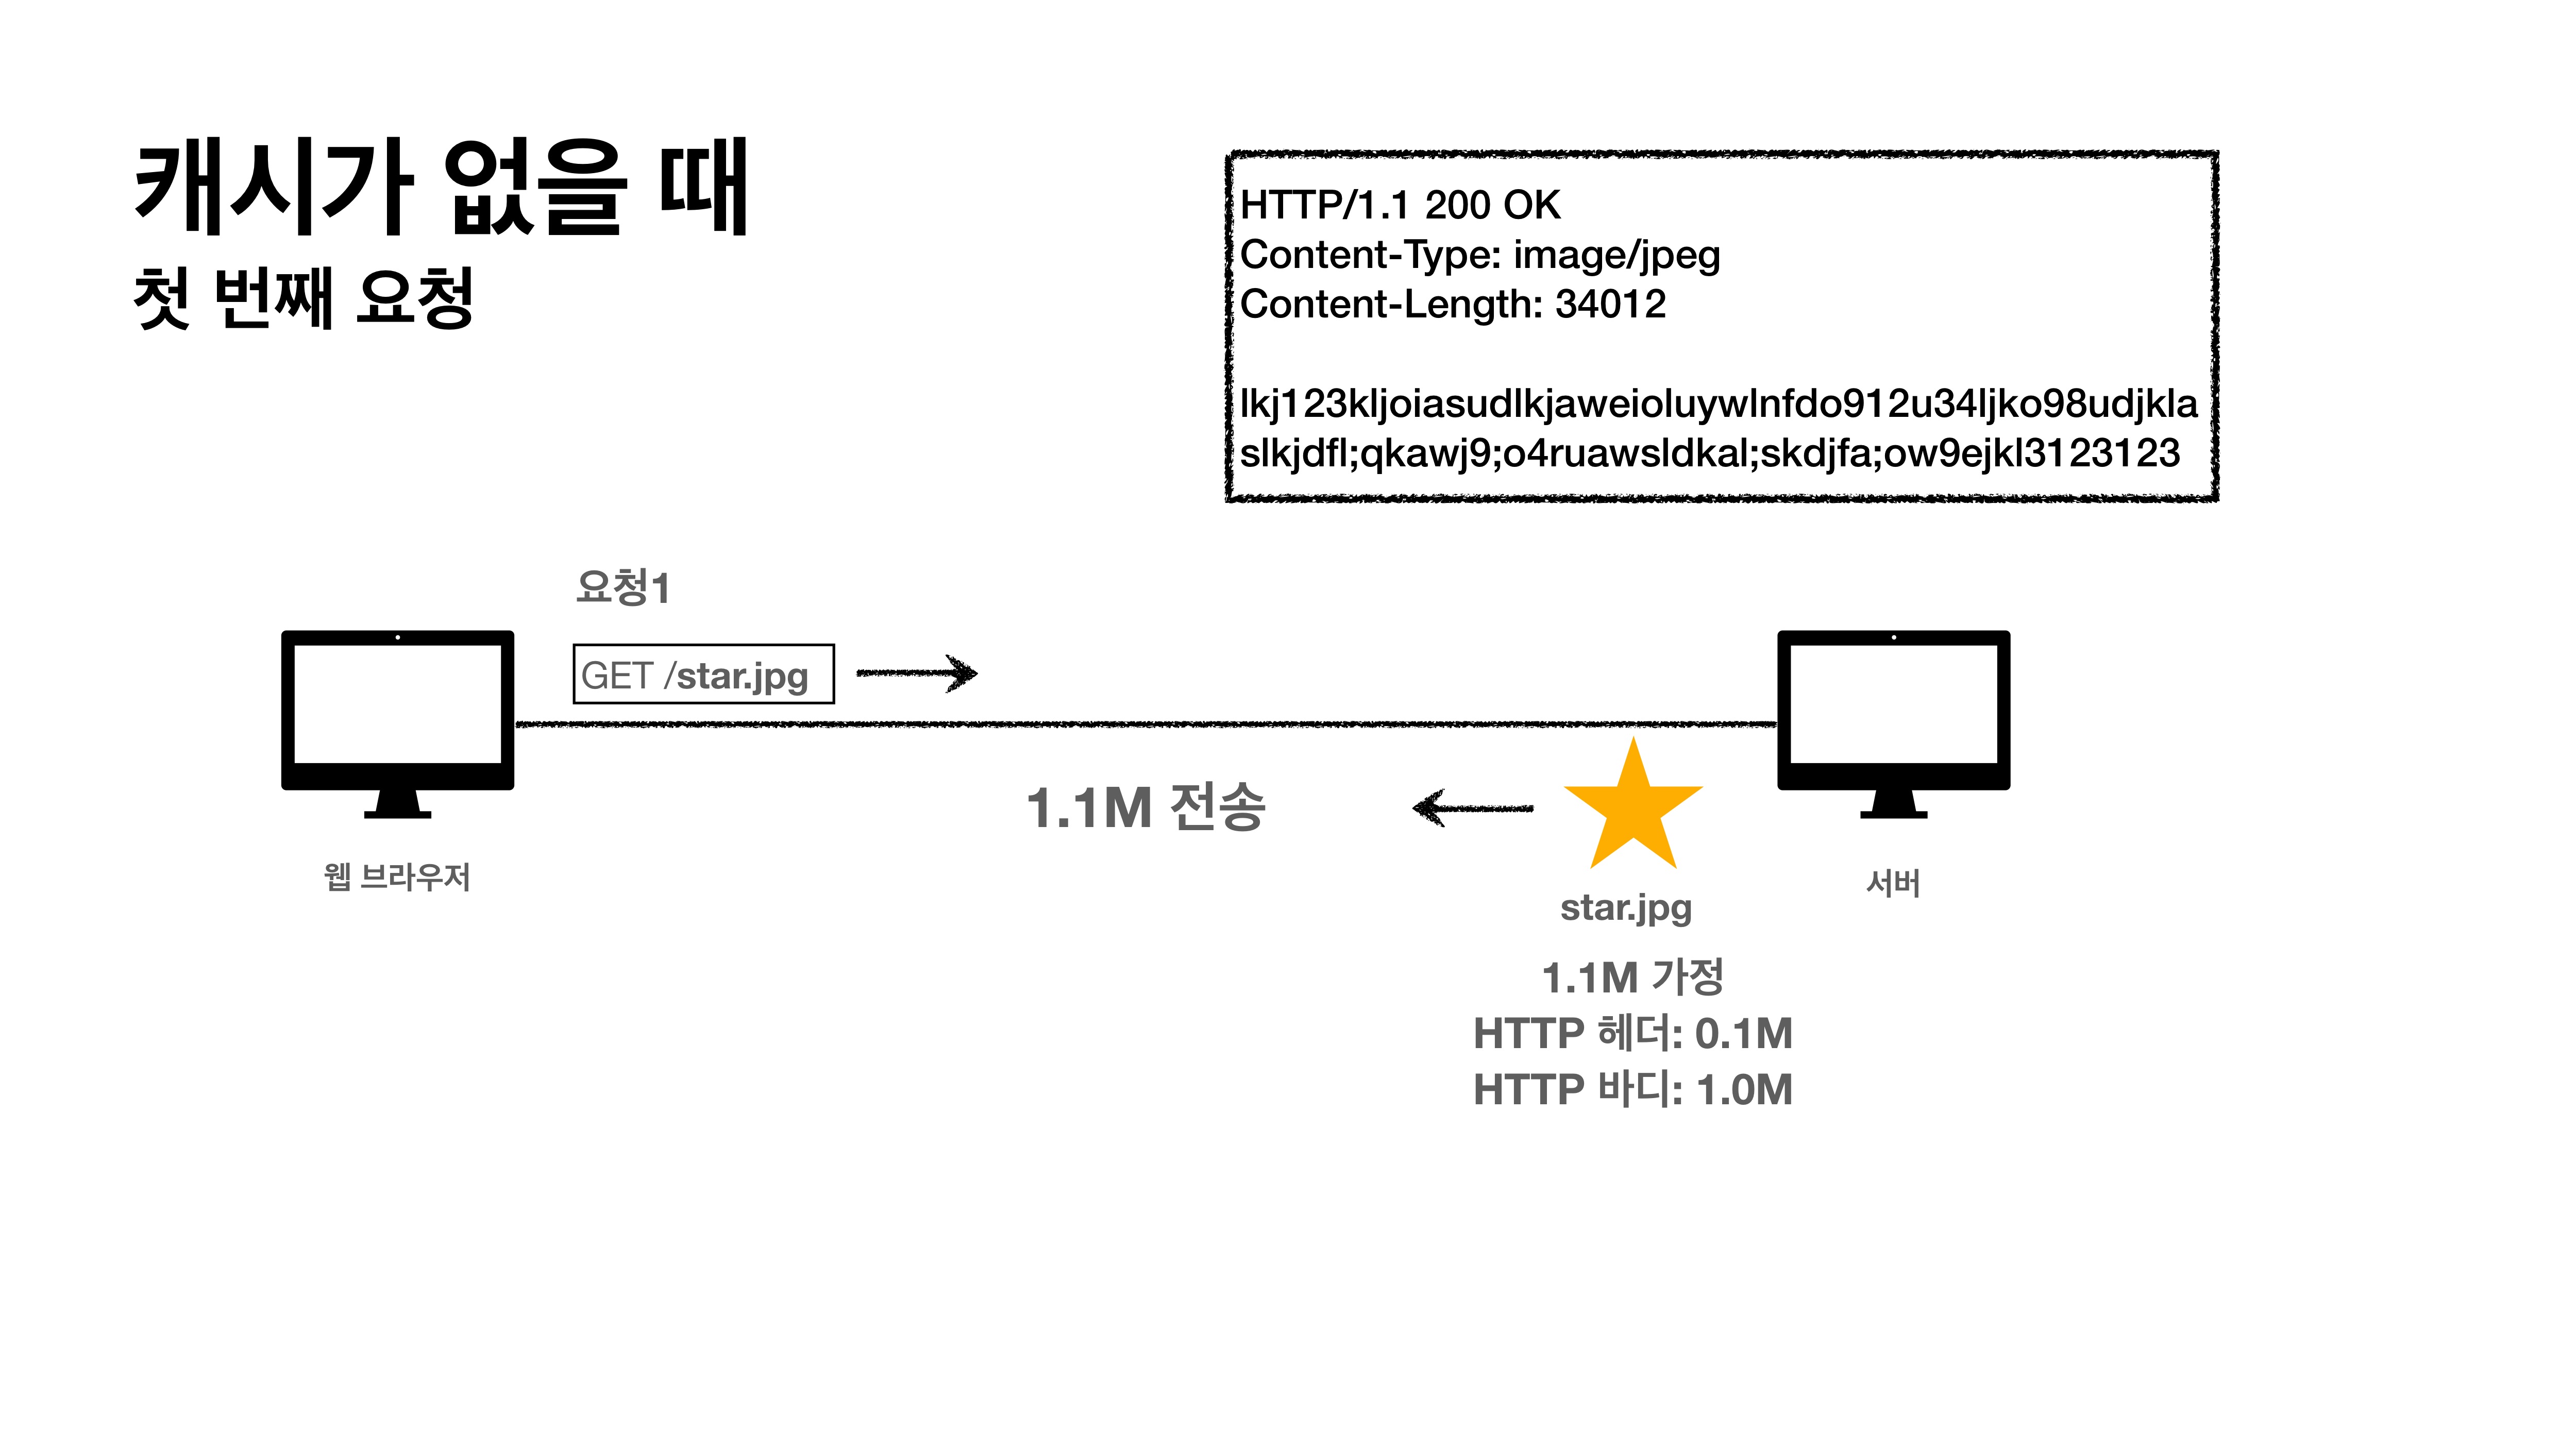 캐시가 없을 때
첫 번째 요청
HTTP/1.1 200 OK
Content-Type: image/jpeg
Content-Length: 34012
lkj123kljoiasudlkjaweioluywlnfdo912u34ljko98udjkla
slkjdfl;qkawj9;o4ruawsldkal;skdjfa;ow9ejkl3123123
요청1
GET /star.jpg
1.1M 전송
웹 브라우저
서버
star.jpg
1.1M 가정
HTTP 헤더: 0.1M
HTTP 바디: 1.0M